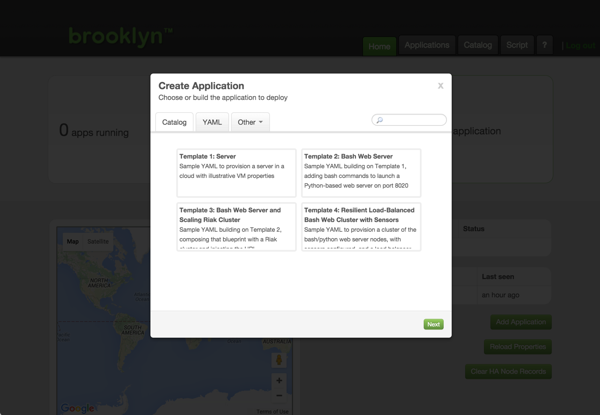 brooklyn™
Home
Applications
Catalog
Script
?
| Log out
0 apps running
application
Create Application
X
Choose or build the application to deploy
Catalog
YAML
Other
Template 1: Server
Sample YAML to provision a server in a
cloud with illustrative VM properties
Template 2: Bash Web Server
Sample YAML building on Template 1,
adding bash commands to launch a
Python-based web server on port 8020
Template 3: Bash Web Server and
Scaling Riak Cluster
Sample YAML building on Template 2,
composing that blueprint with a Riak
Template 4: Resilient Load-Balanced
Bash Web Cluster with Sensors
Sample YAML to provision a cluster of the
bash/python web server nodes, with
Next
Map
Satellite
NORTH
AMERICA
SOUTH
AMERICA
AUSTRALIA
+
−
Google
Terms of Use
Status
Last seen
an hour ago
Add Application
Reload Properties
Clear HA Node Records